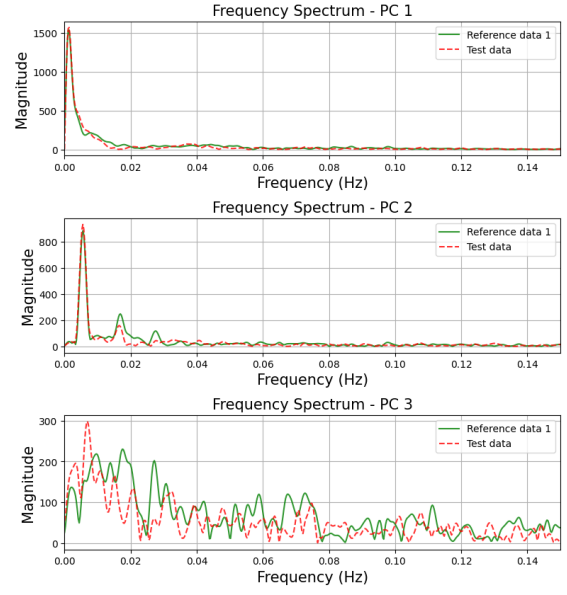 Frequency Spectrum - PC 1
Magnitude
1500
1000
500
0
Reference data 1
Test data
0.00 0.02 0.04 0.06 0.08 0.10 0.12 0.14
Frequency (Hz)
Frequency Spectrum - PC 2
Magnitude
800
600
400
200
0
Reference data 1
Test data
0.00 0.02 0.04 0.06 0.08 0.10 0.12 0.14
Frequency (Hz)
Frequency Spectrum - PC 3
Magnitude
300
200
100
0
Reference data 1
Test data
0.00 0.02 0.04 0.06 0.08 0.10 0.12 0.14
Frequency (Hz)